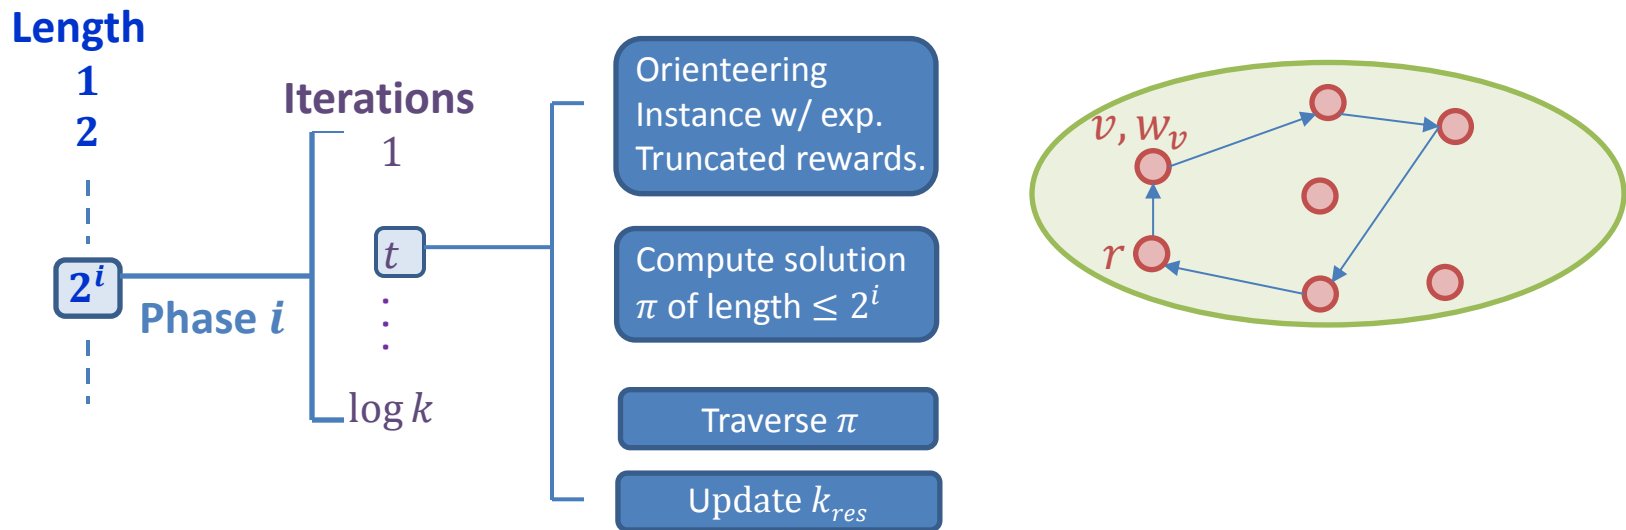 Length
1
2
2^i
Phase i
Iterations
1
t
log k
Orienteering
Instance w/ exp.
Truncated rewards.
Compute solution
π of length ≤ 2^i
Traverse π
Update k_res
v, w_v
r